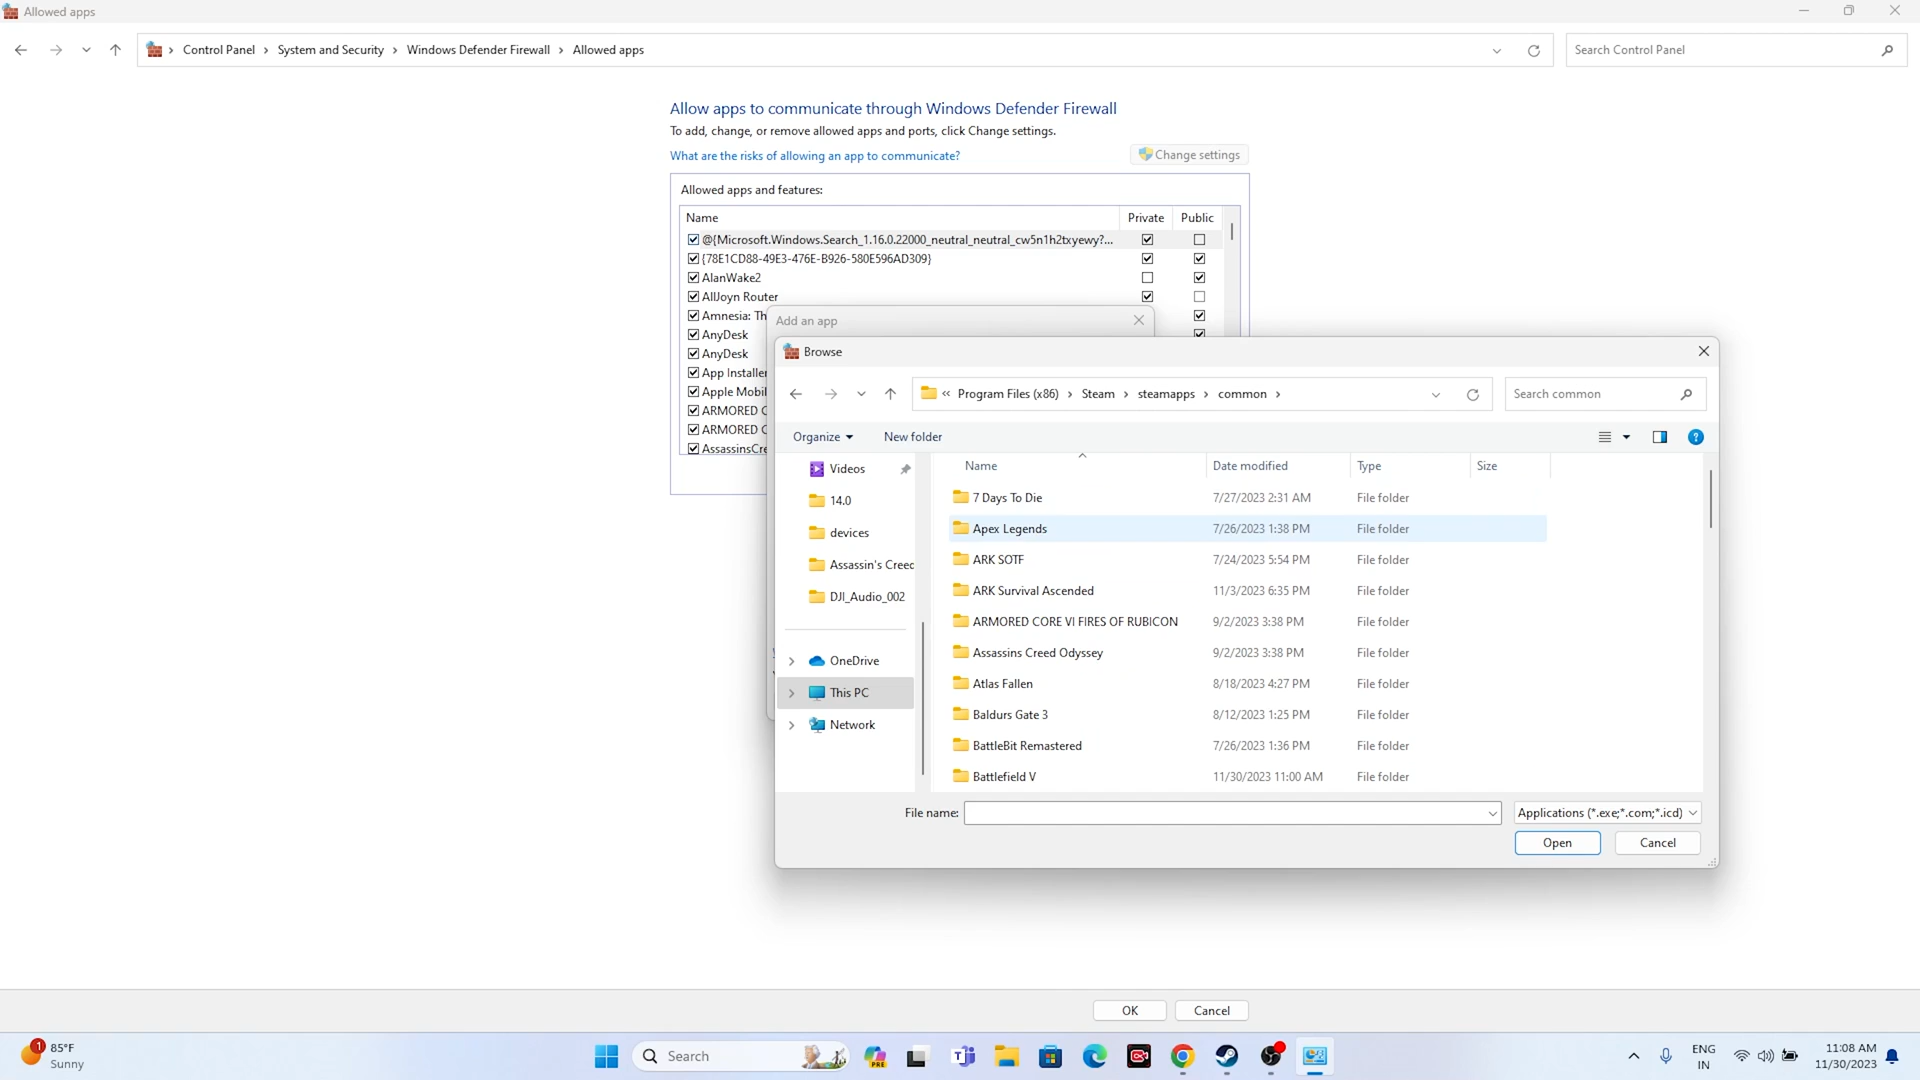 Allowed apps
Control Panel > System and Security > Windows Defender Firewall > Allowed apps
Search Control Panel
Allow apps to communicate through Windows Defender Firewall
To add, change, or remove allowed apps and ports, click Change settings.
What are the risks of allowing an app to communicate?
Change settings
Allowed apps and features:
Name Private Public
@{Microsoft.Windows.Search_1.16.0.22000_neutral_neutral_cw5n1h2txyewy?...
{78E1CD88-49E3-476E-B926-580E596AD309}
AlanWake2
AllJoyn Router
Amnesia: Th
AnyDesk
AnyDesk
App Installer
Apple Mobil
ARMORED C
ARMORED C
AssassinsCre
Add an app
Browse
« Program Files (x86) > Steam > steamapps > common >
Search common
Organize New folder
Videos
14.0
devices
Assassin's Creed
DJI_Audio_002
OneDrive
This PC
Network
Name Date modified Type Size
7 Days To Die 7/27/2023 2:31 AM File folder
Apex Legends 7/26/2023 1:38 PM File folder
ARK SOTF 7/24/2023 5:54 PM File folder
ARK Survival Ascended 11/3/2023 6:35 PM File folder
ARMORED CORE VI FIRES OF RUBICON 9/2/2023 3:38 PM File folder
Assassins Creed Odyssey 9/2/2023 3:38 PM File folder
Atlas Fallen 8/18/2023 4:27 PM File folder
Baldurs Gate 3 8/12/2023 1:25 PM File folder
BattleBit Remastered 7/26/2023 1:36 PM File folder
Battlefield V 11/30/2023 11:00 AM File folder
File name: Applications (*.exe;*.com;*.icd)
Open Cancel
OK Cancel
1
85°F
Sunny
Search
PRE
ENG
IN
11:08 AM
11/30/2023